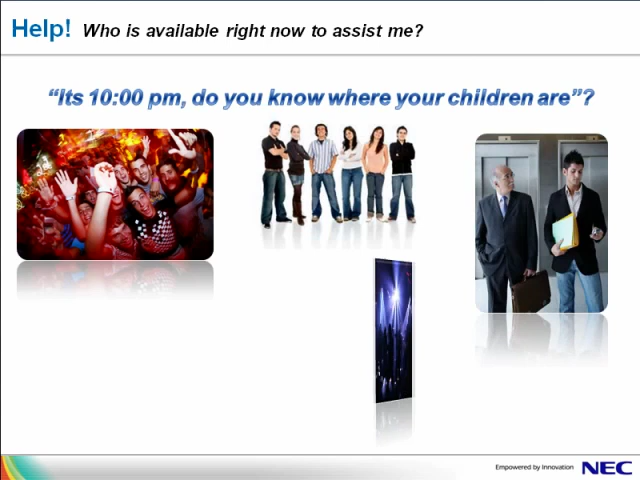 Help! Who is available right now to assist me?
“Its 10:00 pm, do you know where your children are”?
Empowered by Innovation NEC